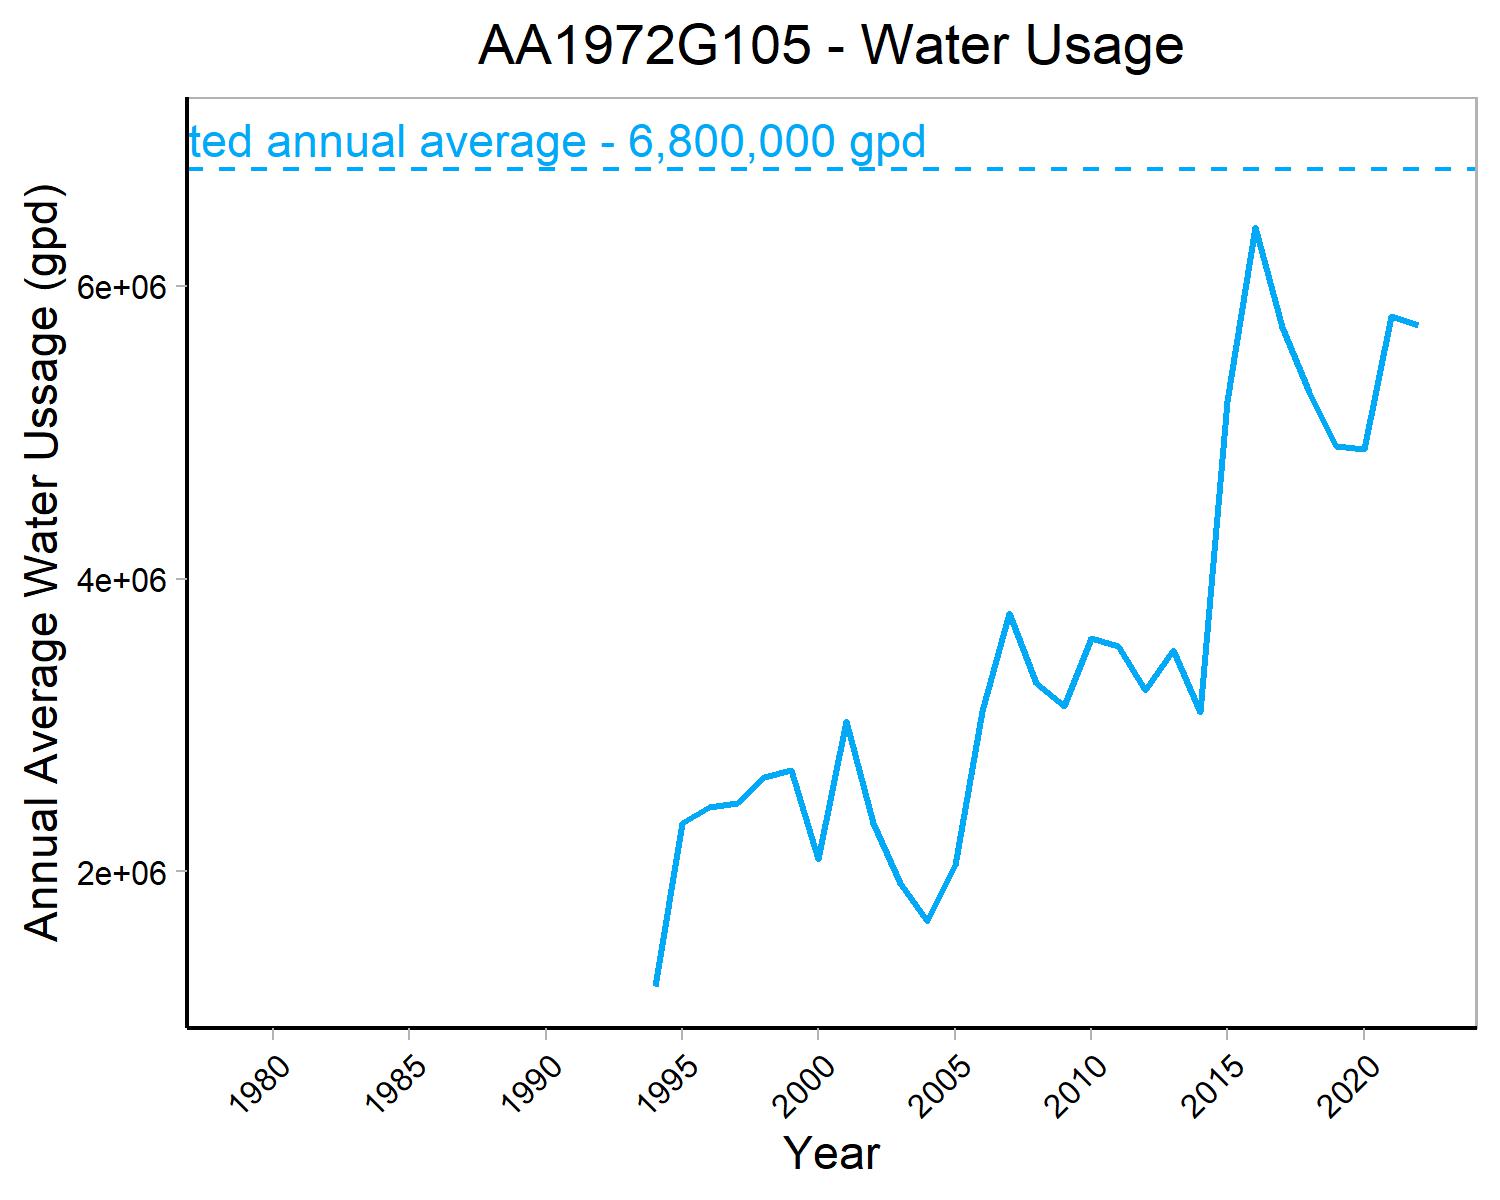 AA1972G105 - Water Usage
ted annual average - 6,800,000 gpd
Annual Average Water Ussage (gpd)
6e+06
4e+06
2e+06
1980
1985
1990
1995
2000
2005
2010
2015
2020
Year